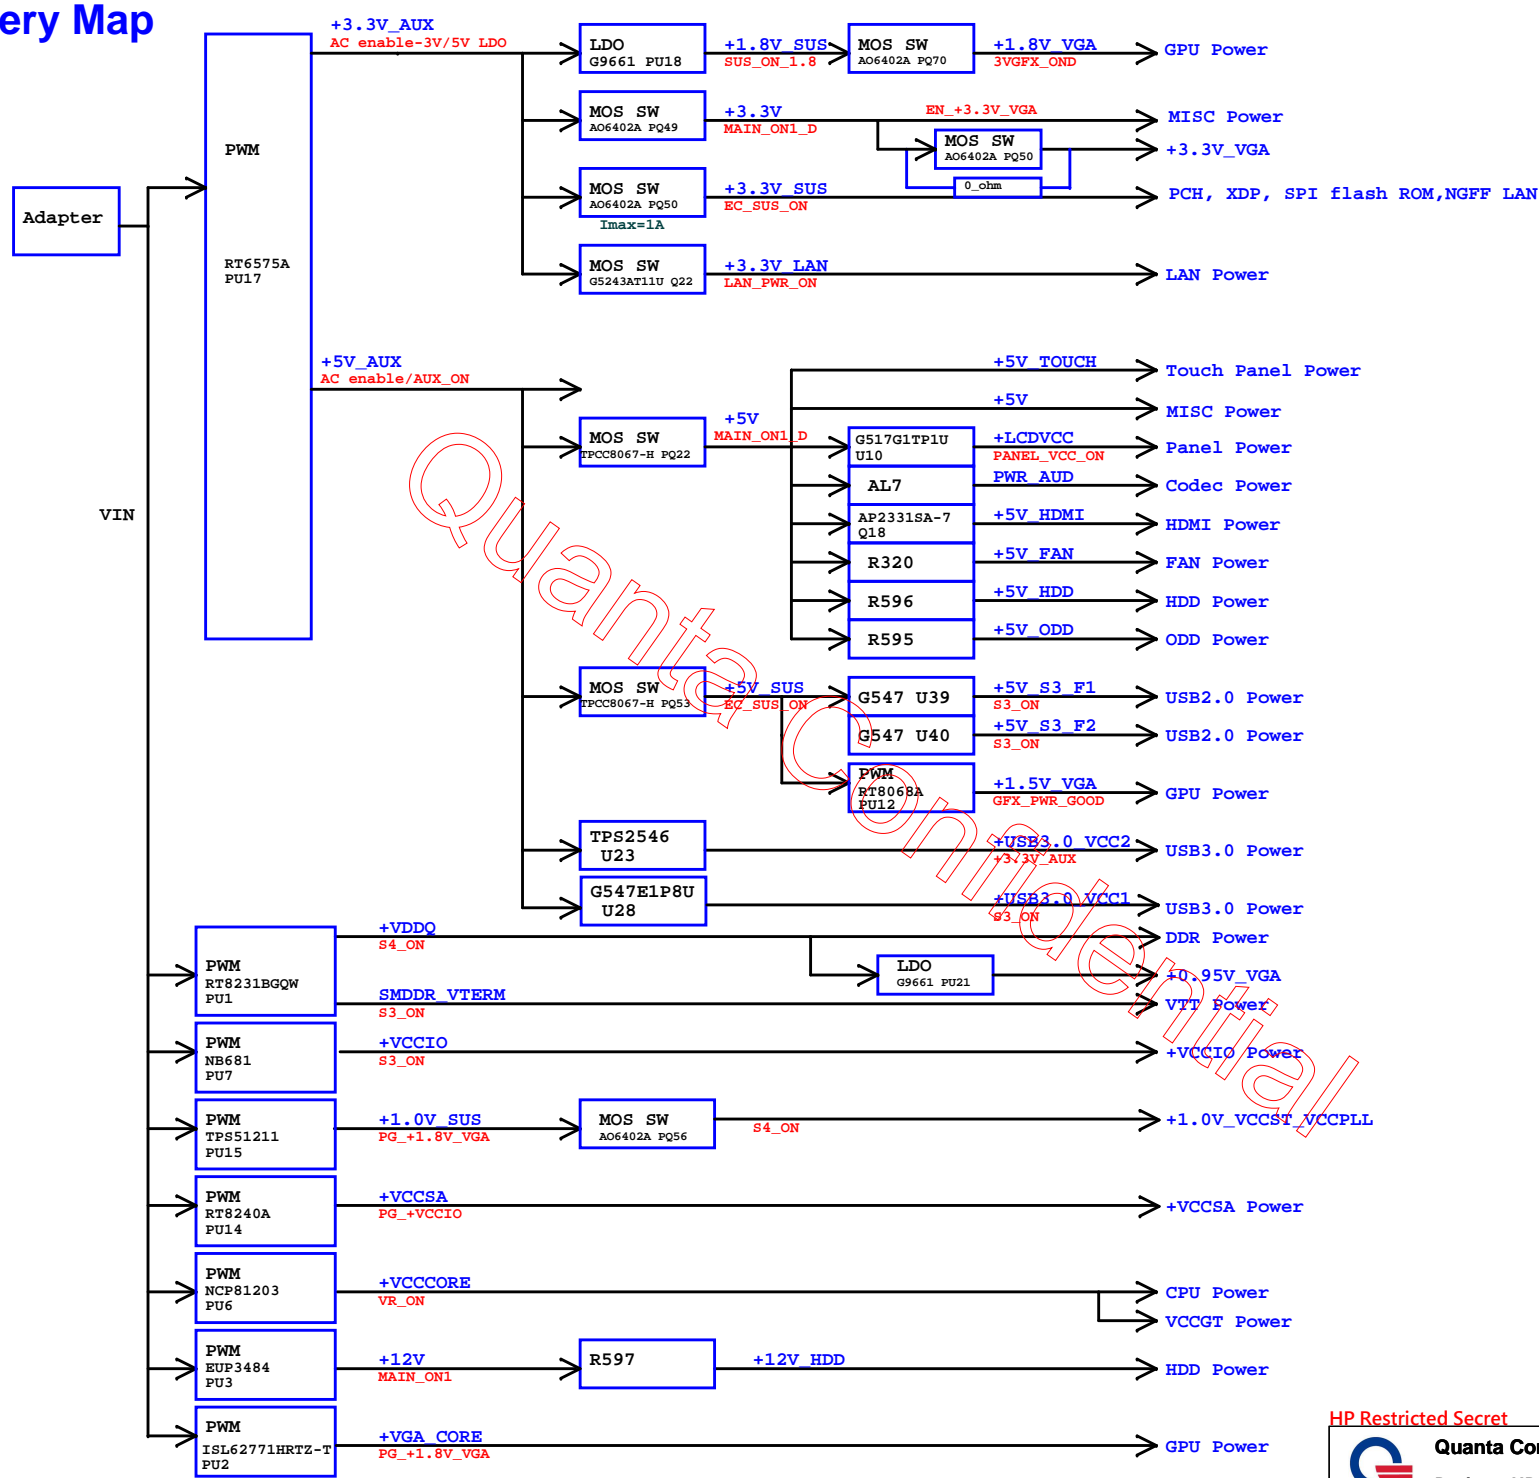 ery Map
+3.3V_AUX
AC enable-3V/5V LDO
LDO
G9661 PU18
+1.8V_SUS
SUS_ON_1.8
MOS SW
AO6402A PQ70
+1.8V_VGA
3VGFX_OND
GPU Power
MOS SW
AO6402A PQ49
+3.3V
MAIN_ON1_D
EN_+3.3V_VGA
MISC Power
MOS SW
AO6402A PQ50
+3.3V_VGA
0_ohm
PWM
RT6575A
PU17
Adapter
VIN
MOS SW
AO6402A PQ50
Imax=1A
+3.3V_SUS
EC_SUS_ON
PCH, XDP, SPI flash ROM,NGFF LAN
MOS SW
G5243AT11U Q22
+3.3V_LAN
LAN_PWR_ON
LAN Power
+5V_AUX
AC enable/AUX_ON
+5V_TOUCH
Touch Panel Power
+5V
MISC Power
MOS SW
TPCC8067-H PQ22
+5V
MAIN_ON1_D
G517G1TP1U
U10
+LCDVCC
PANEL_VCC_ON
Panel Power
AL7
PWR_AUD
Codec Power
AP2331SA-7
Q18
+5V_HDMI
HDMI Power
R320
+5V_FAN
FAN Power
R596
+5V_HDD
HDD Power
R595
+5V_ODD
ODD Power
MOS SW
TPCC8067-H PQ53
+5V_SUS
EC_SUS_ON
G547 U39
+5V_S3_F1
S3_ON
USB2.0 Power
G547 U40
+5V_S3_F2
S3_ON
USB2.0 Power
PWM
RT8068A
PU12
+1.5V_VGA
GFX_PWR_GOOD
GPU Power
TPS2546
U23
+USB3.0_VCC2
+3.3V_AUX
USB3.0 Power
G547E1P8U
U28
+USB3.0_VCC1
S3_ON
USB3.0 Power
PWM
RT8231BGQW
PU1
+VDDQ
S4_ON
DDR Power
LDO
G9661 PU21
+0.95V_VGA
SMDDR_VTERM
S3_ON
VTT Power
PWM
NB681
PU7
+VCCIO
S3_ON
+VCCIO Power
PWM
TPS51211
PU15
+1.0V_SUS
PG_+1.8V_VGA
MOS SW
AO6402A PQ56
S4_ON
+1.0V_VCCST_VCCPLL
PWM
RT8240A
PU14
+VCCSA
PG_+VCCIO
+VCCSA Power
PWM
NCP81203
PU6
+VCCCORE
VR_ON
CPU Power
VCCGT Power
PWM
EUP3484
PU3
+12V
MAIN_ON1
R597
+12V_HDD
HDD Power
PWM
ISL62771HRTZ-T
PU2
+VGA_CORE
PG_+1.8V_VGA
GPU Power
Quanta Confidential
HP Restricted Secret
Quanta Co